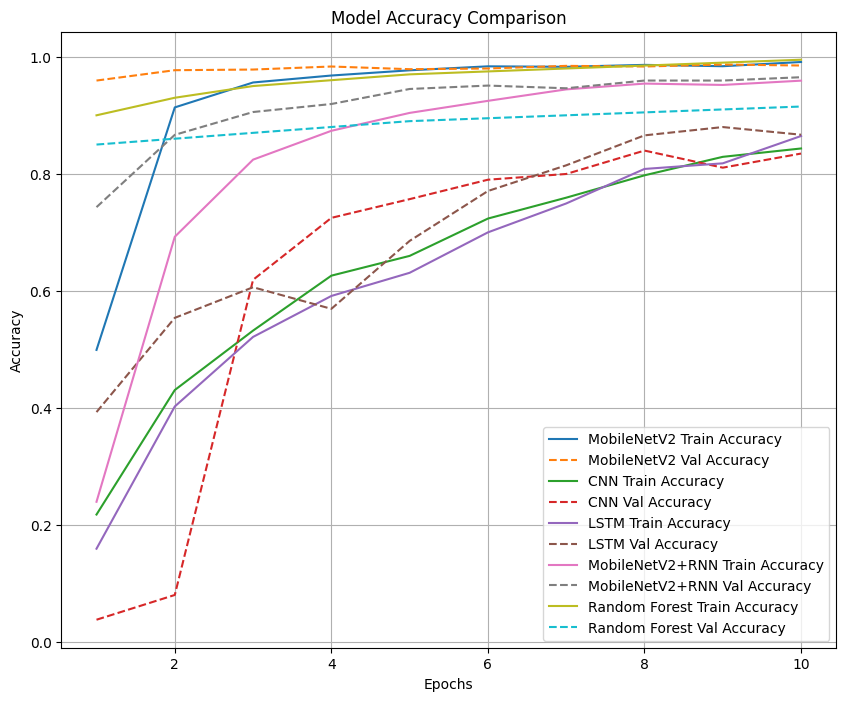 Model Accuracy Comparison
Accuracy
1.0
0.8
0.6
0.4
0.2
0.0
MobileNetV2 Train Accuracy
MobileNetV2 Val Accuracy
CNN Train Accuracy
CNN Val Accuracy
LSTM Train Accuracy
LSTM Val Accuracy
MobileNetV2+RNN Train Accuracy
MobileNetV2+RNN Val Accuracy
Random Forest Train Accuracy
Random Forest Val Accuracy
2 4 6 8 10
Epochs